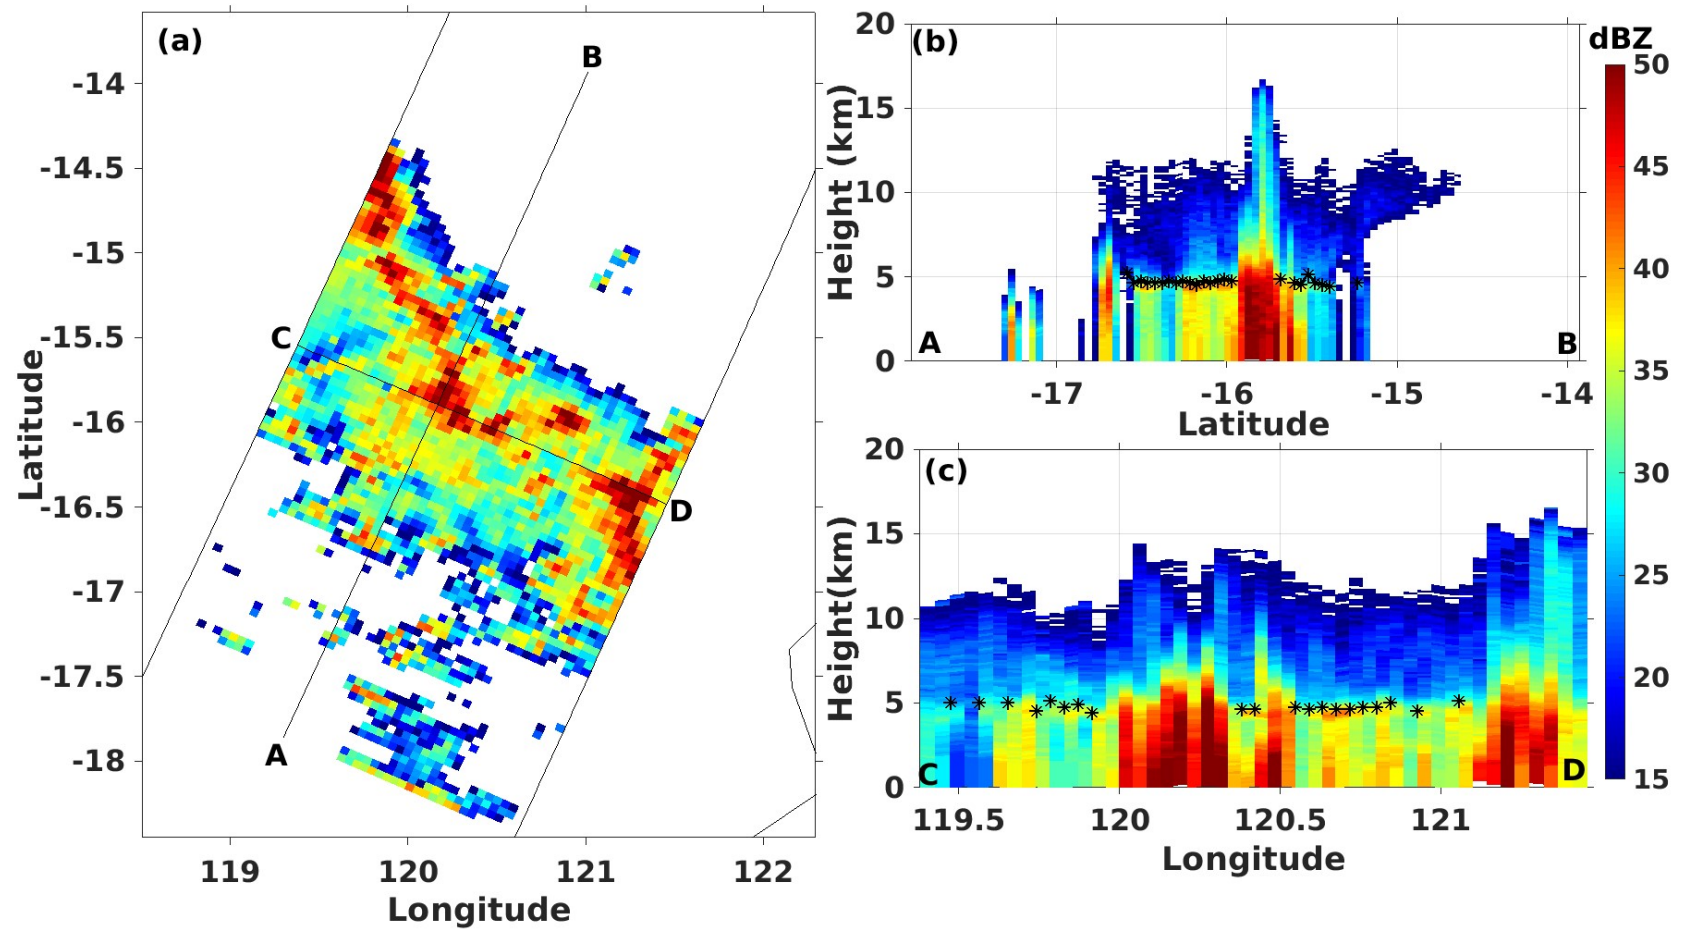 (a)
B
C
D
A
-14
-14.5
-15
-15.5
-16
-16.5
-17
-17.5
-18
Latitude
119
120
121
122
Longitude
(b)
20
15
10
5
0
Height (km)
A
B
-17
-16
-15
-14
Latitude
dBZ
50
45
40
35
30
25
20
15
(c)
20
15
10
5
0
Height(km)
C
D
119.5
120
120.5
121
Longitude